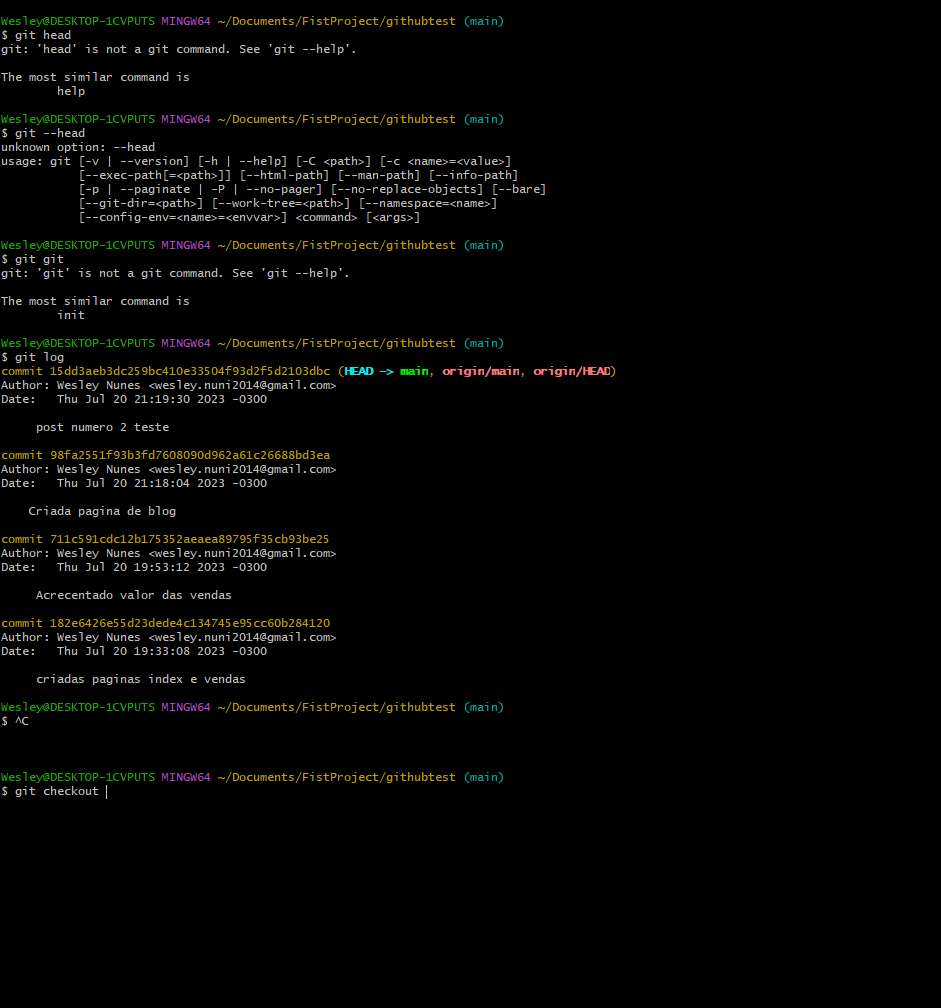 Wesley@DESKTOP-1CVPUTS MINGW64 ~/Documents/FistProject/githubtest (main)
$ git head
git: 'head' is not a git command. See 'git --help'.
The most similar command is
help
Wesley@DESKTOP-1CVPUTS MINGW64 ~/Documents/FistProject/githubtest (main)
$ git --head
unknown option: --head
usage: git [-v | --version] [-h | --help] [-C <path>] [-c <name>=<value>]
[--exec-path[=<path>]] [--html-path] [--man-path] [--info-path]
[-p | --paginate | -P | --no-pager] [--no-replace-objects] [--bare]
[--git-dir=<path>] [--work-tree=<path>] [--namespace=<name>]
[--config-env=<name>=<envvar>] <command> [<args>]
Wesley@DESKTOP-1CVPUTS MINGW64 ~/Documents/FistProject/githubtest (main)
$ git git
git: 'git' is not a git command. See 'git --help'.
The most similar command is
init
Wesley@DESKTOP-1CVPUTS MINGW64 ~/Documents/FistProject/githubtest (main)
$ git log
commit 15dd3aeb3dc259bc410e33504f93d2f5d2103dbc (HEAD -> main, origin/main, origin/HEAD)
Author: Wesley Nunes <wesley.nuni2014@gmail.com>
Date:   Thu Jul 20 21:19:30 2023 -0300
post numero 2 teste
commit 98fa2551f93b3fd7608090d962a61c26688bd3ea
Author: Wesley Nunes <wesley.nuni2014@gmail.com>
Date:   Thu Jul 20 21:18:04 2023 -0300
Criada pagina de blog
commit 711c591cdc12b175352aeaea89795f35cb93be25
Author: Wesley Nunes <wesley.nuni2014@gmail.com>
Date:   Thu Jul 20 19:53:12 2023 -0300
Acrecentado valor das vendas
commit 182e6426e55d23dede4c134745e95cc60b284120
Author: Wesley Nunes <wesley.nuni2014@gmail.com>
Date:   Thu Jul 20 19:33:08 2023 -0300
criadas paginas index e vendas
Wesley@DESKTOP-1CVPUTS MINGW64 ~/Documents/FistProject/githubtest (main)
$ ^C
Wesley@DESKTOP-1CVPUTS MINGW64 ~/Documents/FistProject/githubtest (main)
$ git checkout